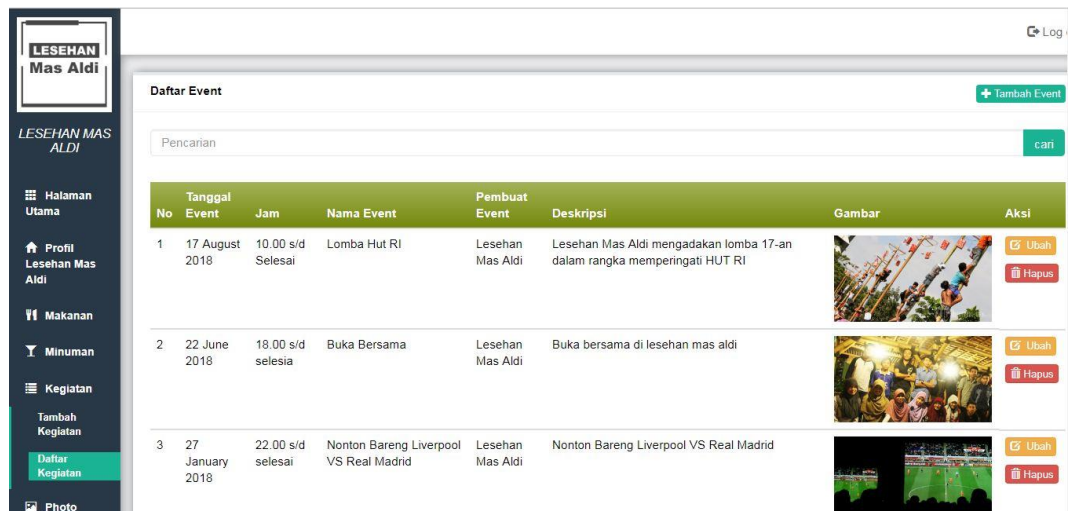 LESEHAN
Mas Aldi
LESEHAN MAS
ALDI
Halaman
Utama
Profil
Lesehan Mas
Aldi
Makanan
Minuman
Kegiatan
Tambah
Kegiatan
Daftar
Kegiatan
Photo
Log
Daftar Event
Tambah Event
Pencarian
cari
No Tanggal Event Jam Nama Event Pembuat Event Deskripsi Gambar Aksi
1 17 August 10.00 s/d Lomba Hut RI Lesehan Lesehan Mas Aldi mengadakan lomba 17-an Ubah
2018 Selesai Mas Aldi dalam rangka memperingati HUT RI Hapus
2 22 June 18.00 s/d Buka Bersama Lesehan Buka bersama di lesehan mas aldi Ubah
2018 selesia Mas Aldi Hapus
3 27 22.00 s/d Nonton Bareng Liverpool Lesehan Nonton Bareng Liverpool VS Real Madrid Ubah
January selesai VS Real Madrid Mas Aldi Hapus
2018